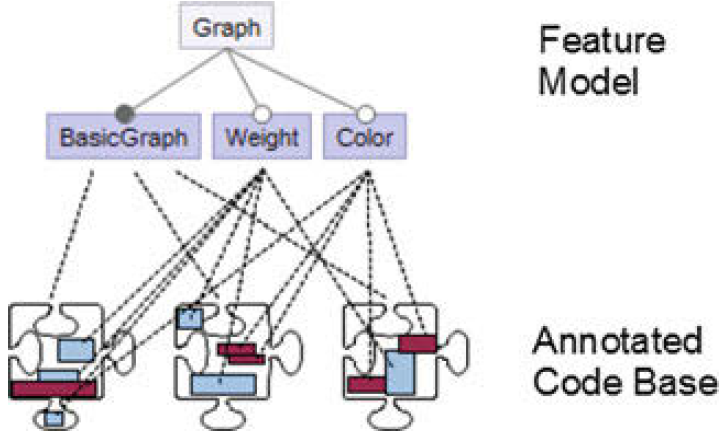 Graph
Feature
Model
BasicGraph
Weight
Color
Annotated
Code Base